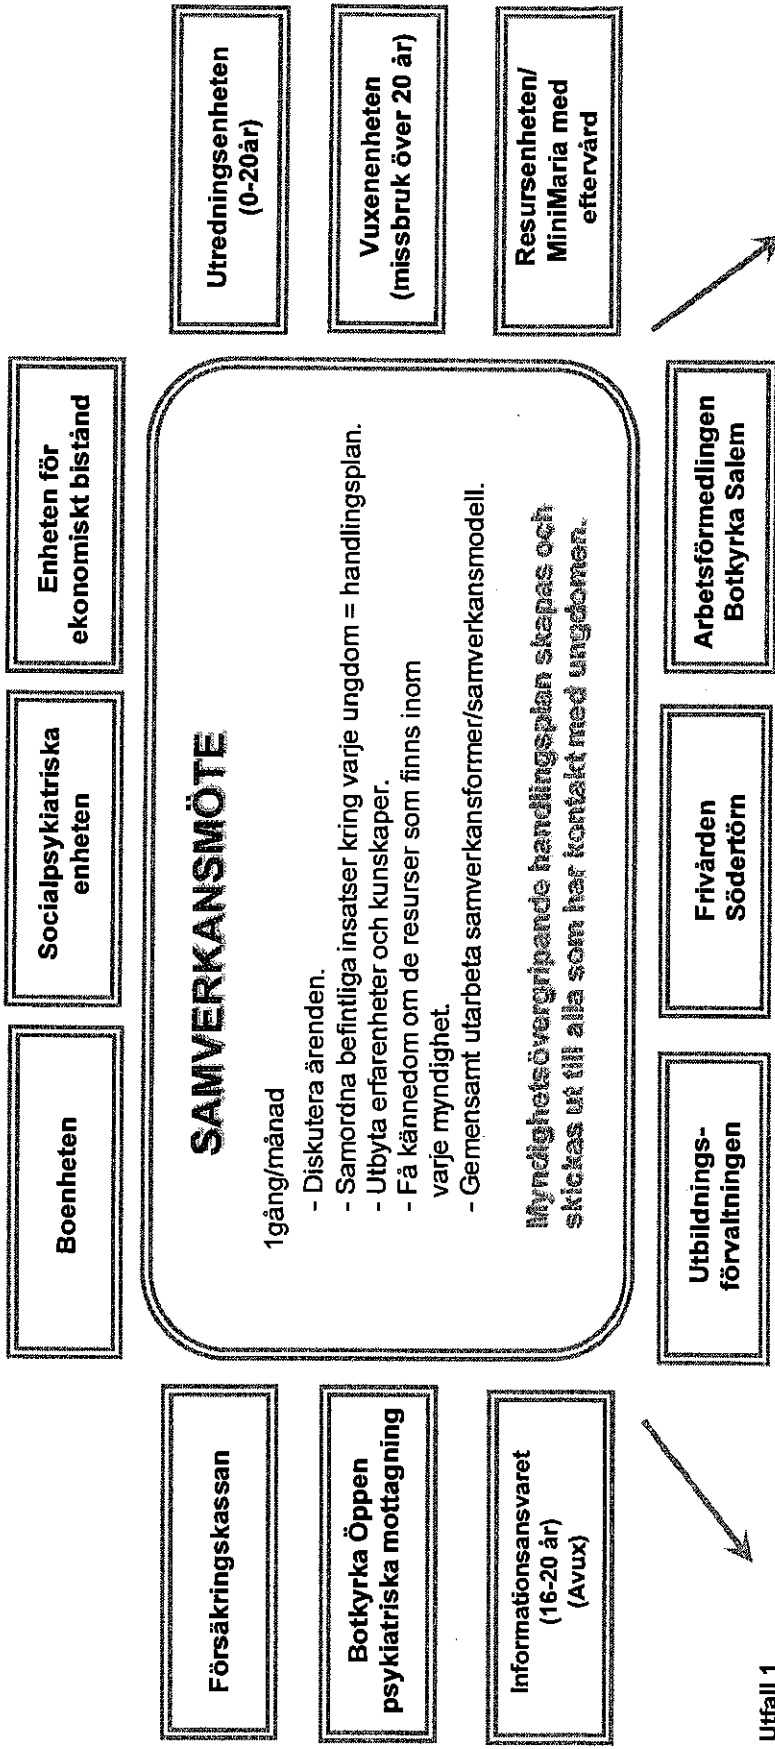 Boenheten
Socialpsykiatriska
enheten
Enheten för
ekonomiskt bistånd
Försäkringskassan
Botkyrka Öppen
psykiatriska mottagning
Informationsansvaret
(16-20 år)
(Avux)
SAMVERKANSMÖTE
1gång/månad
- Diskutera ärenden.
- Samordna befintliga insatser kring varje ungdom = handlingsplan.
- Utbyta erfarenheter och kunskaper.
- Få kännedom om de resurser som finns inom
varje myndighet.
- Gemensamt utarbeta samverkansformer/samverkansmodell.
Myndighetsövergripande handlingsplan skapas och
skickas ut till alla som har kontakt med ungdomen.
Utredningsenheten
(0-20år)
Vuxenenheten
(missbruk över 20 år)
Resursenheten/
MiniMaria med
eftervård
Utbildnings-
förvaltningen
Frivården
Södertörn
Arbetsförmedlingen
Botkyrka Salem
Utfall 1